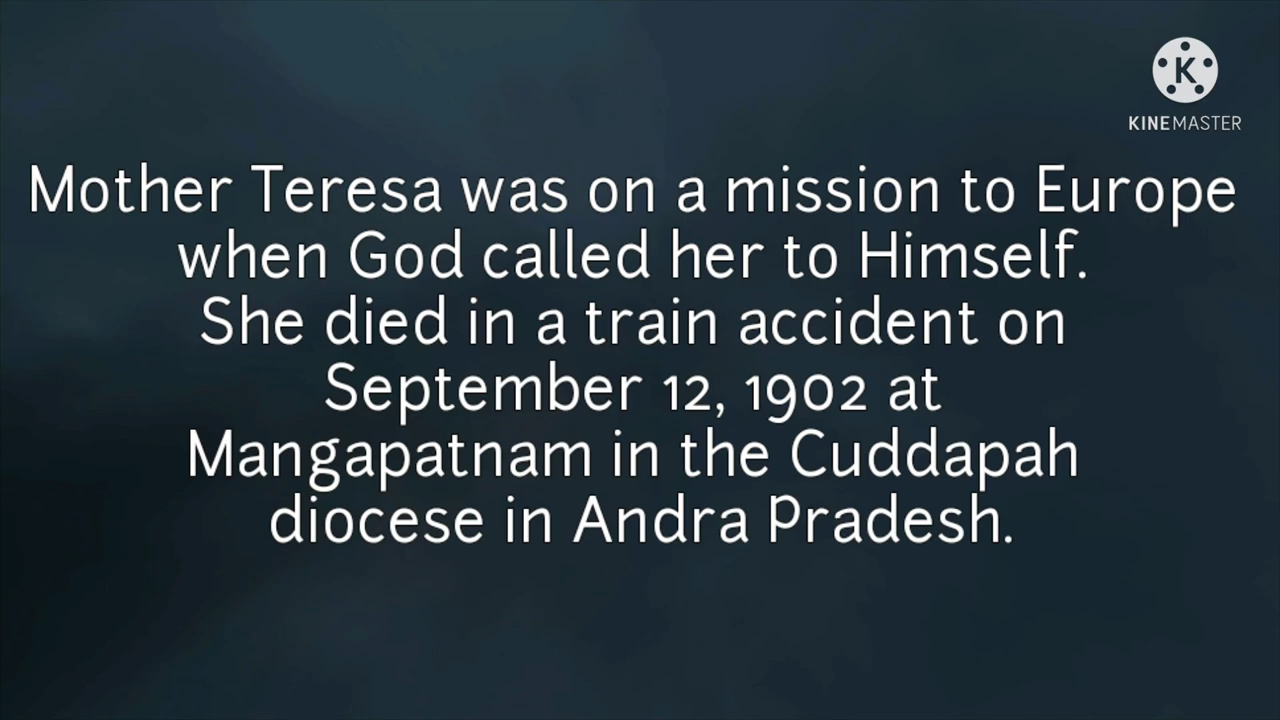 K
KINEMASTER
Mother Teresa was on a mission to Europe
when God called her to Himself.
She died in a train accident on
September 12, 1902 at
Mangapatnam in the Cuddapah
diocese in Andra Pradesh.